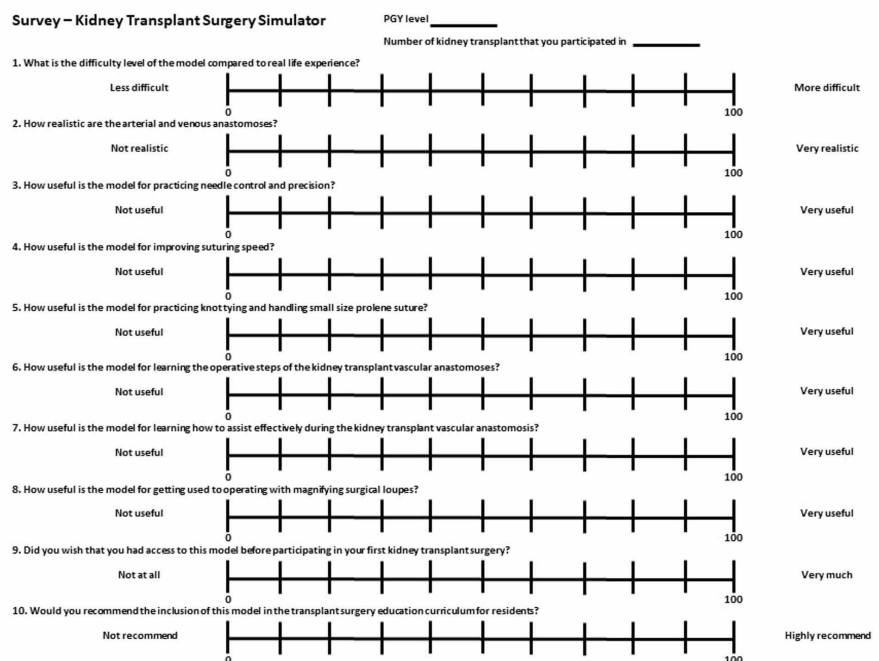 Survey – Kidney Transplant Surgery Simulator
PGY level
Number of kidney transplant that you participated in
1. What is the difficulty level of the model compared to real life experience?
Less difficult
More difficult
0
100
2. How realistic are the arterial and venous anastomoses?
Not realistic
Very realistic
0
100
3. How useful is the model for practicing needle control and precision?
Not useful
Very useful
0
100
4. How useful is the model for improving suturing speed?
Not useful
Very useful
0
100
5. How useful is the model for practicing knot tying and handling small size prolene suture?
Not useful
Very useful
0
100
6. How useful is the model for learning the operative steps of the kidney transplant vascular anastomoses?
Not useful
Very useful
0
100
7. How useful is the model for learning how to assist effectively during the kidney transplant vascular anastomosis?
Not useful
Very useful
0
100
8. How useful is the model for getting used to operating with magnifying surgical loupes?
Not useful
Very useful
0
100
9. Did you wish that you had access to this model before participating in your first kidney transplant surgery?
Not at all
Very much
0
100
10. Would you recommend the inclusion of this model in the transplant surgery education curriculum for residents?
Not recommend
Highly recommend
0
100